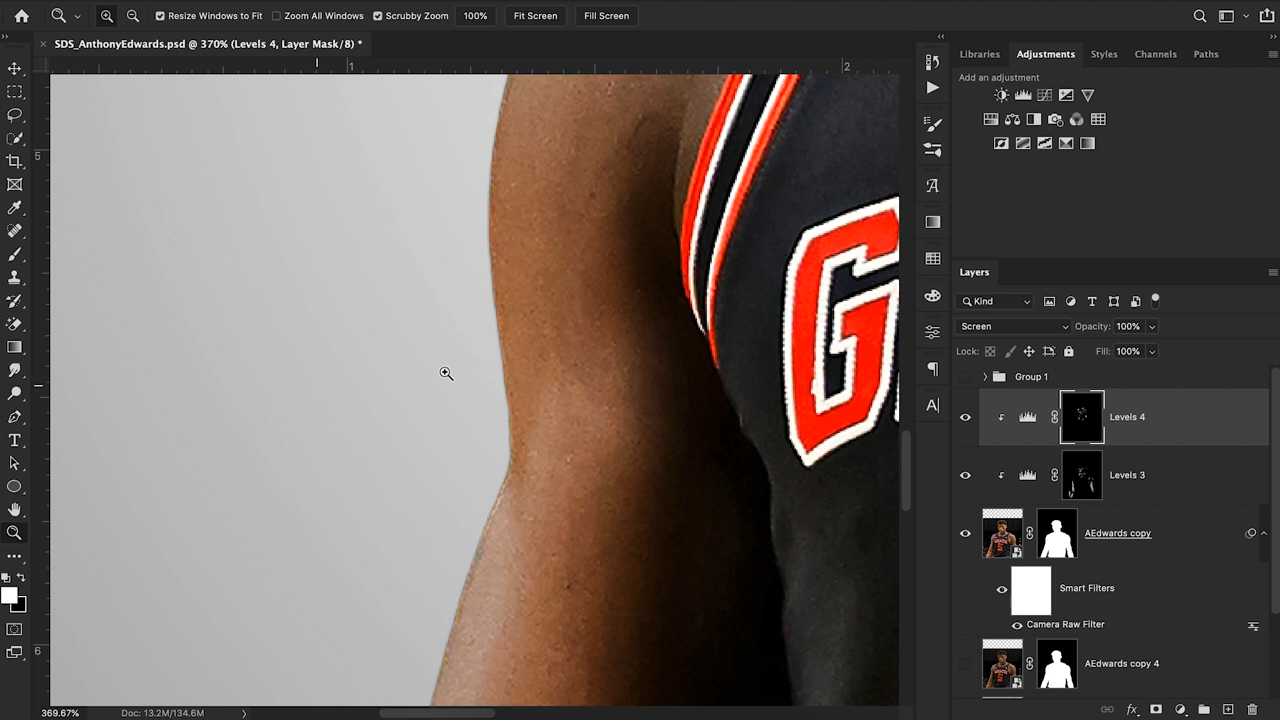 Resize Windows to Fit Zoom All Windows Scrubby Zoom 100% Fit Screen Fill Screen
SDS_AnthonyEdwards.psd @ 370% (Levels 4, Layer Mask/8) *
1 2
5
6
G
Libraries Adjustments Styles Channels Paths
Add an adjustment
Layers
Kind
Screen Opacity: 100%
Lock: Fill: 100%
Group 1
Levels 4
Levels 3
AEdwards copy
Smart Filters
Camera Raw Filter
AEdwards copy 4
369.67% Doc: 13.2M/134.6M